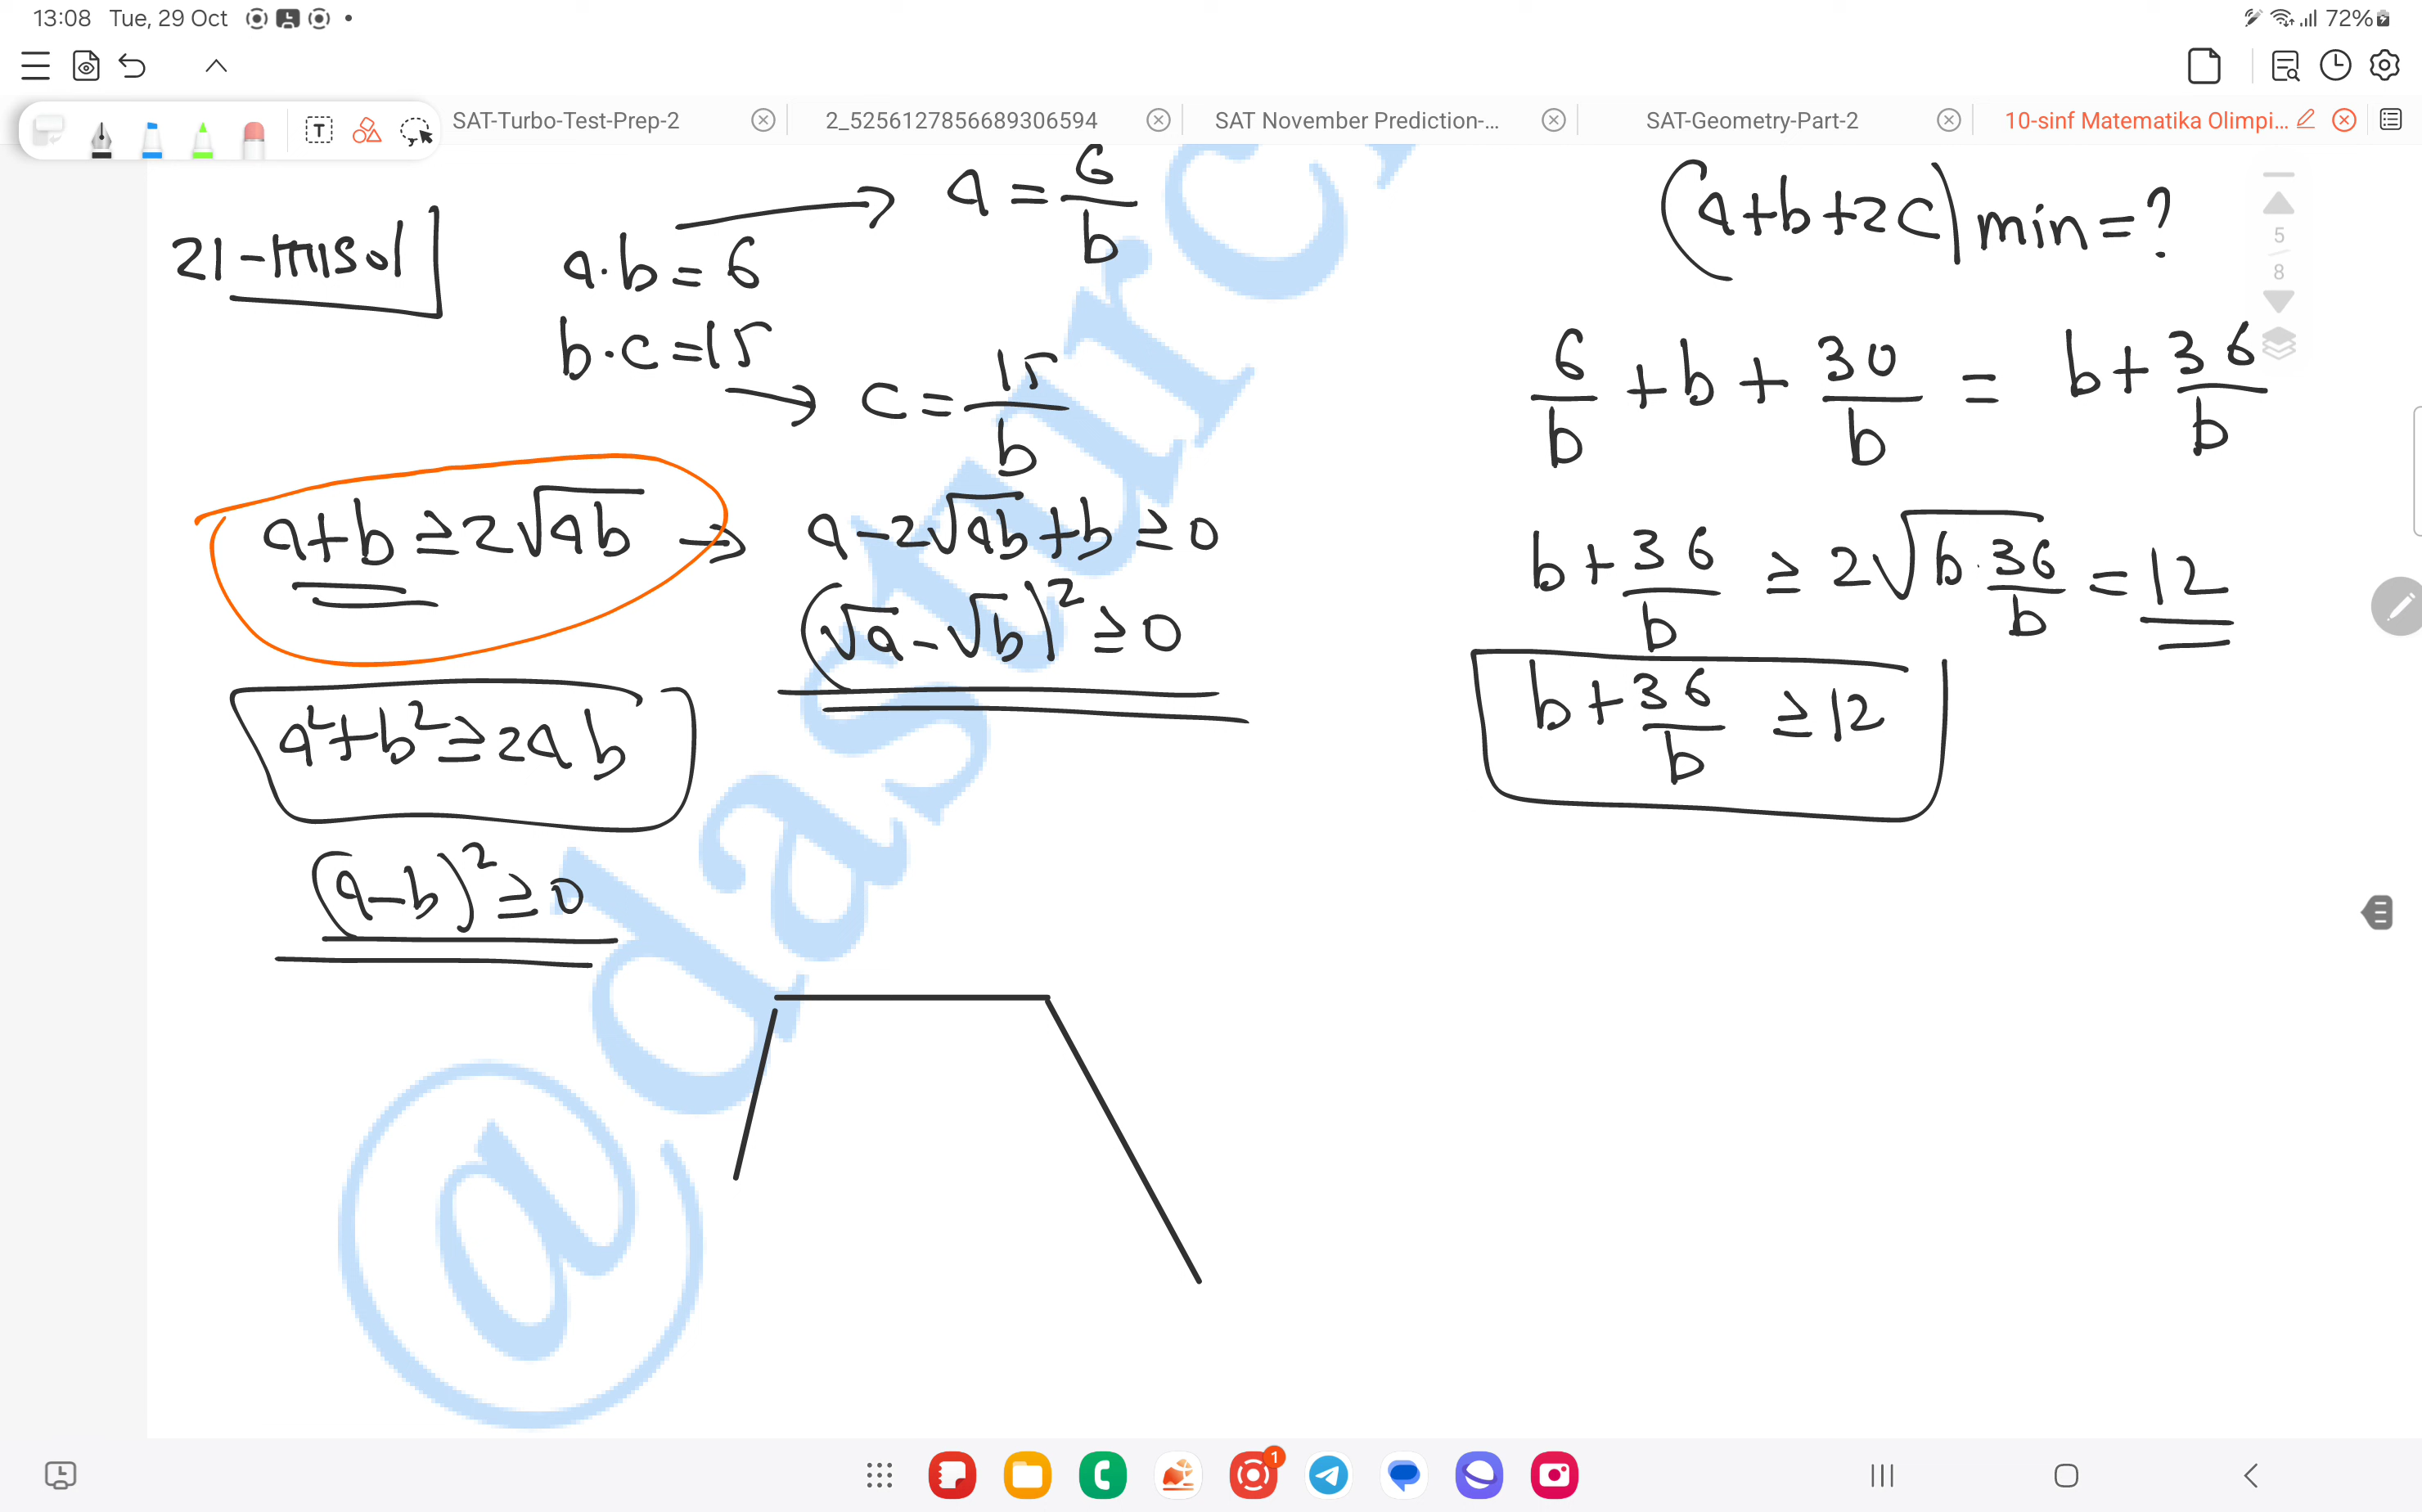 13:08 Tue, 29 Oct 72%
SAT-Turbo-Test-Prep-2 2_5256127856689306594 SAT November Prediction-... SAT-Geometry-Part-2 10-sinf Matematika Olimpi...
21-misol
a·b=6
a=6/b
b·c=15
c=15/b
(a+b+2c)min=?
6/b+b+30/b=b+36/b
a+b≥2√ab ⇒ a-2√ab+b≥0
(√a-√b)²≥0
b+36/b≥2√b·36/b=12
a²+b²≥2ab
b+36/b≥12
(a-b)²≥0
5
8
@dasturc
1